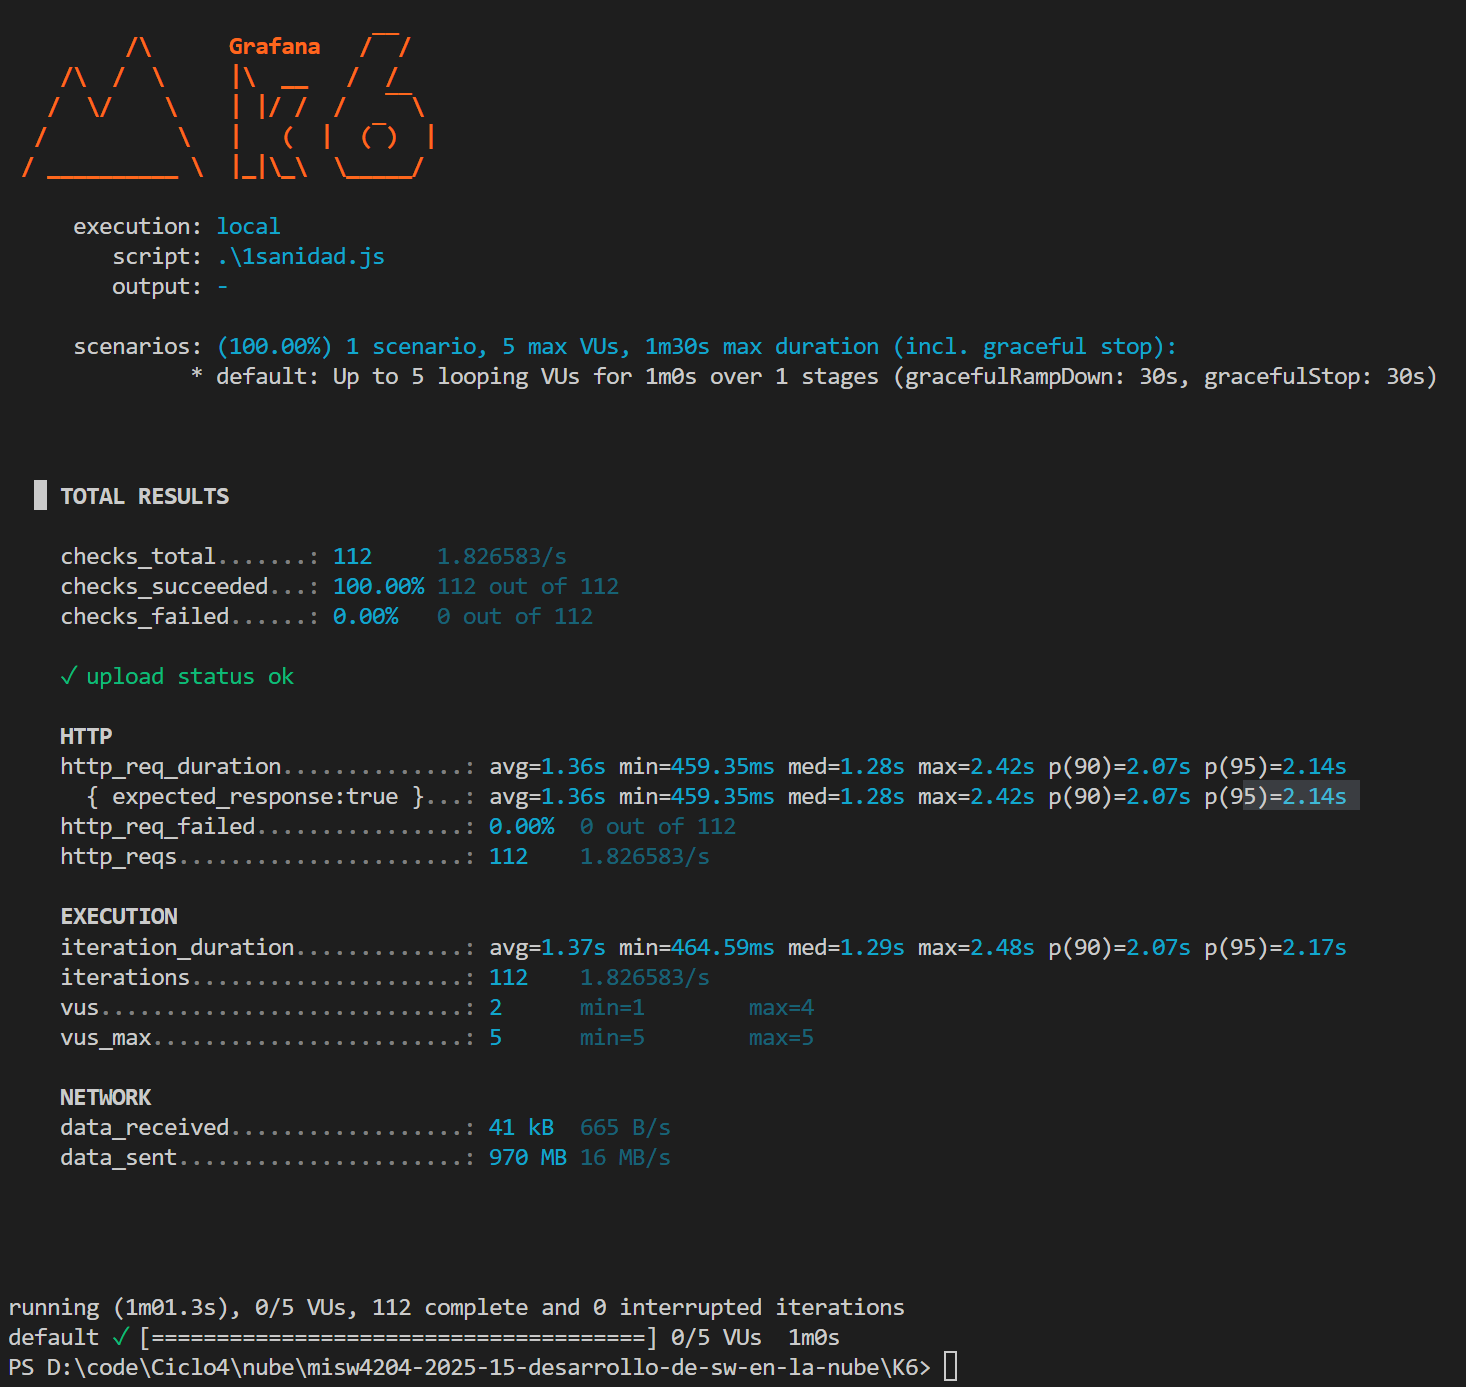 Grafana
execution: local
script: .\1sanidad.js
output: -
scenarios: (100.00%) 1 scenario, 5 max VUs, 1m30s max duration (incl. graceful stop):
* default: Up to 5 looping VUs for 1m0s over 1 stages (gracefulRampDown: 30s, gracefulStop: 30s)
TOTAL RESULTS
checks_total.......: 112 1.826583/s
checks_succeeded...: 100.00% 112 out of 112
checks_failed......: 0.00% 0 out of 112
✓ upload status ok
HTTP
http_req_duration..............: avg=1.36s min=459.35ms med=1.28s max=2.42s p(90)=2.07s p(95)=2.14s
{ expected_response:true }...: avg=1.36s min=459.35ms med=1.28s max=2.42s p(90)=2.07s p(95)=2.14s
http_req_failed................: 0.00% 0 out of 112
http_reqs......................: 112 1.826583/s
EXECUTION
iteration_duration.............: avg=1.37s min=464.59ms med=1.29s max=2.48s p(90)=2.07s p(95)=2.17s
iterations.....................: 112 1.826583/s
vus............................: 2 min=1 max=4
vus_max........................: 5 min=5 max=5
NETWORK
data_received..................: 41 kB 665 B/s
data_sent......................: 970 MB 16 MB/s
running (1m01.3s), 0/5 VUs, 112 complete and 0 interrupted iterations
default ✓ [======================================] 0/5 VUs 1m0s
PS D:\code\Ciclo4\nube\misw4204-2025-15-desarrollo-de-sw-en-la-nube\K6>